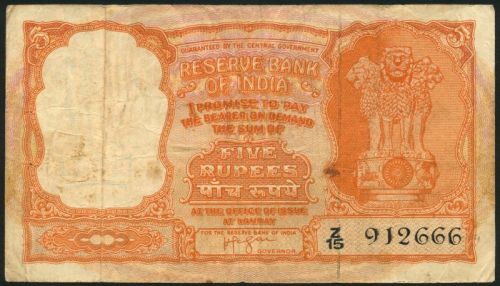 5 5
GUARANTEED BY THE CENTRAL GOVERNMENT
RESERVE BANK
OF INDIA
I PROMISE TO PAY
THE BEARER ON DEMAND
THE SUM OF
FIVE
RUPEES
पाँच रूपये
AT THE OFFICE OF ISSUE
AT BOMBAY
FOR THE RESERVE BANK OF INDIA
GOVERNOR
Z/15 912666